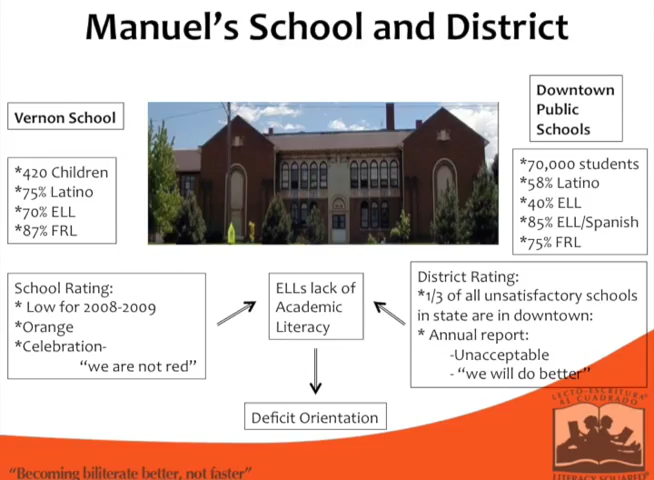 Manuel's School and District
Vernon School
Downtown
Public
Schools
*420 Children
*75% Latino
*70% ELL
*87% FRL
*70,000 students
*58% Latino
*40% ELL
*85% ELL/Spanish
*75% FRL
School Rating:
* Low for 2008-2009
*Orange
*Celebration-
"we are not red"
ELLs lack of
Academic
Literacy
District Rating:
*1/3 of all unsatisfactory schools
in state are in downtown:
* Annual report:
-Unacceptable
- "we will do better"
Deficit Orientation
LECTO-ESCRITURA
AL CUADRADO
LITERACY SQUARED
"Becoming biliterate better, not faster"